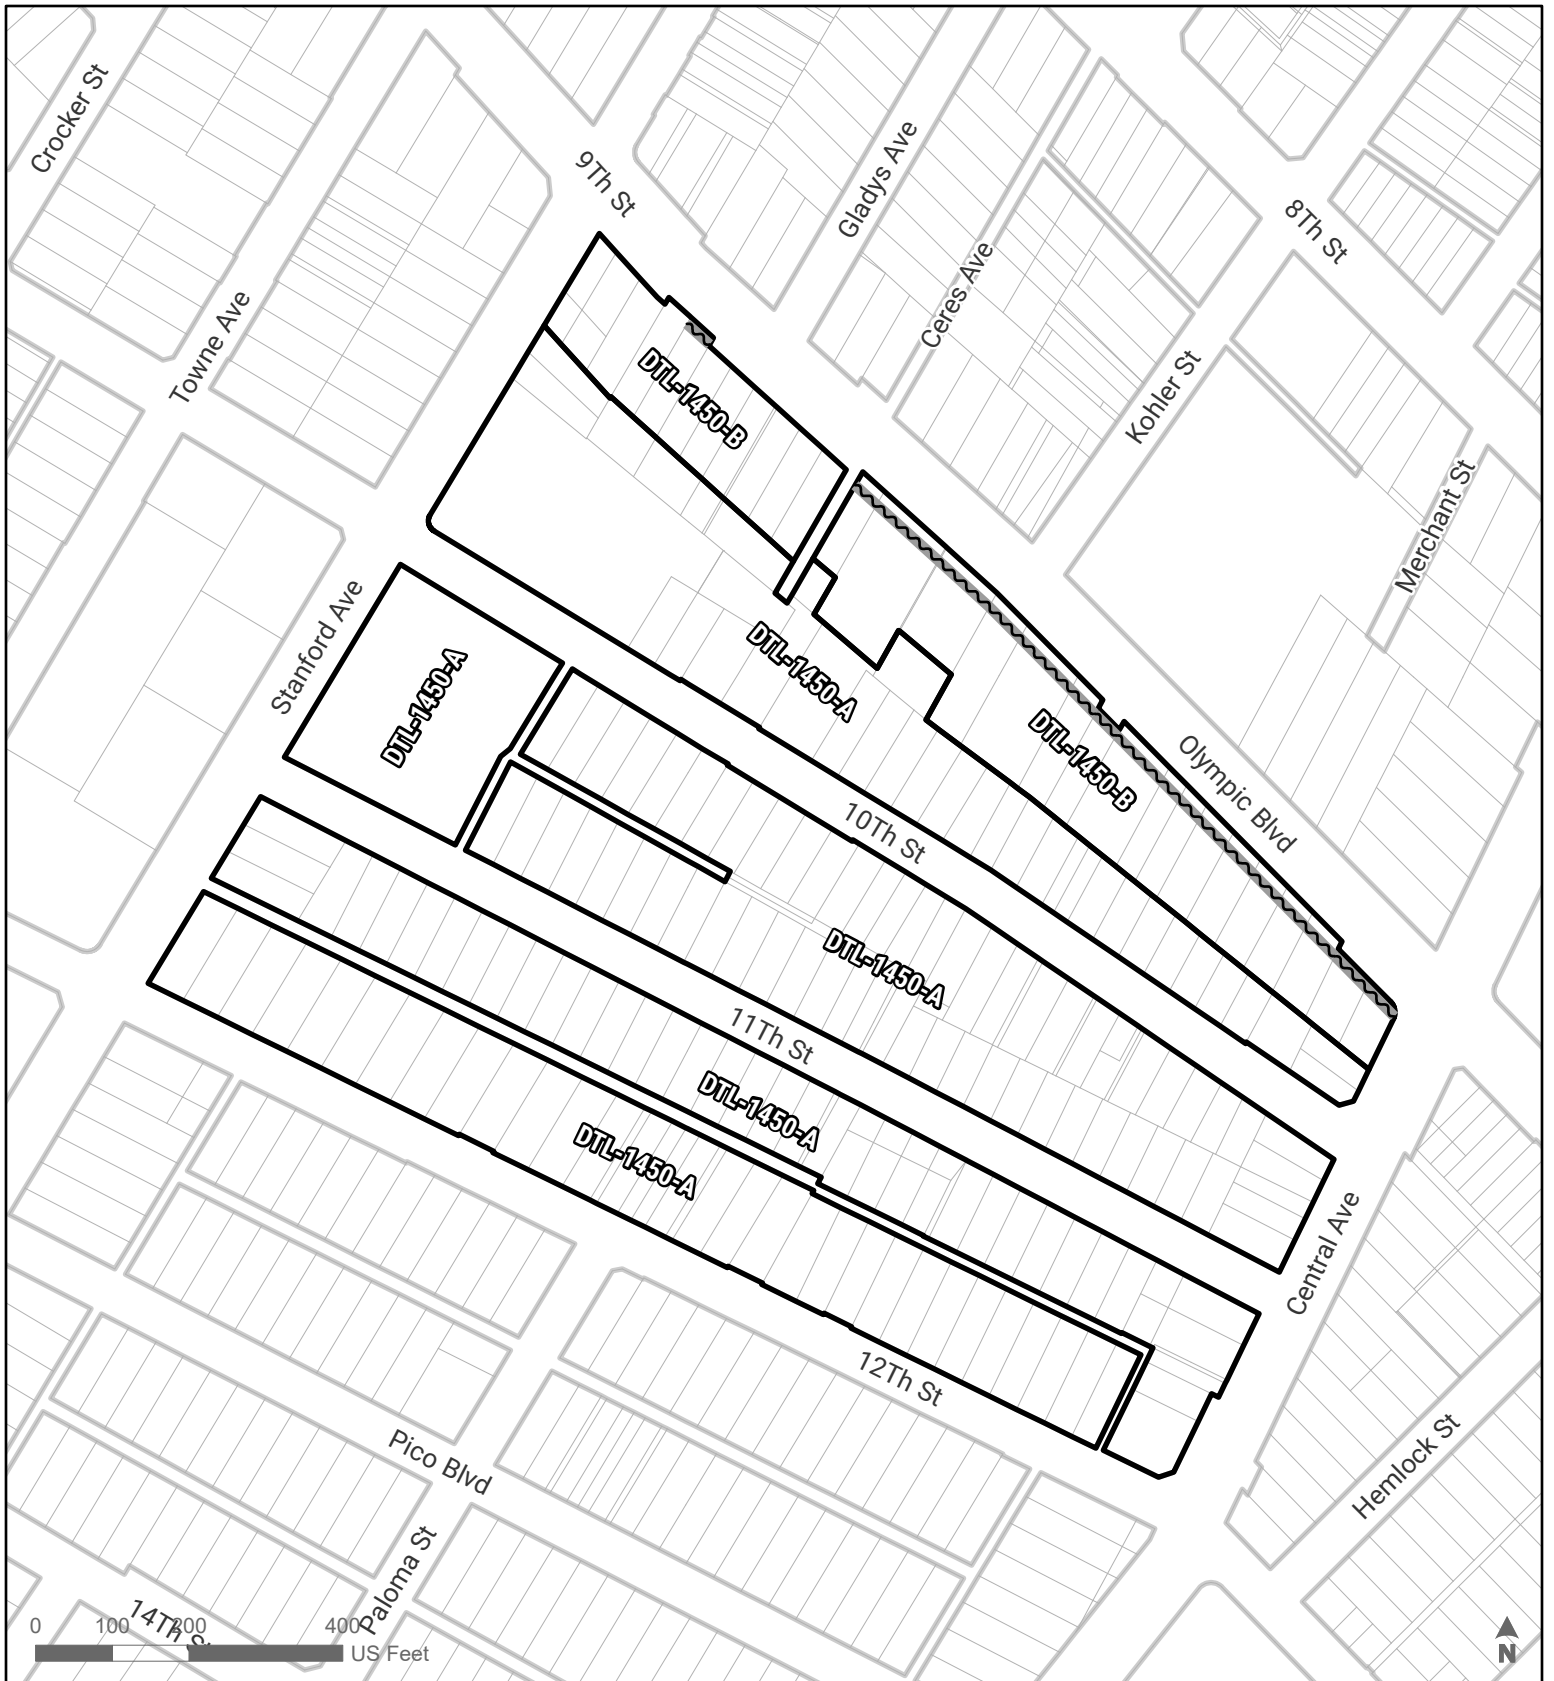 Crocker St
9Th St
Gladys Ave
8Th St
Ceres Ave
Towne Ave
Kohler St
DTL-1450-B
Merchant St
Stanford Ave
DTL-1450-A
DTL-1450-A
DTL-1450-B
Olympic Blvd
10Th St
DTL-1450-A
11Th St
DTL-1450-A
DTL-1450-A
Central Ave
12Th St
Pico Blvd
Hemlock St
Paloma St
14Th St
0 100 200 400
US Feet
N